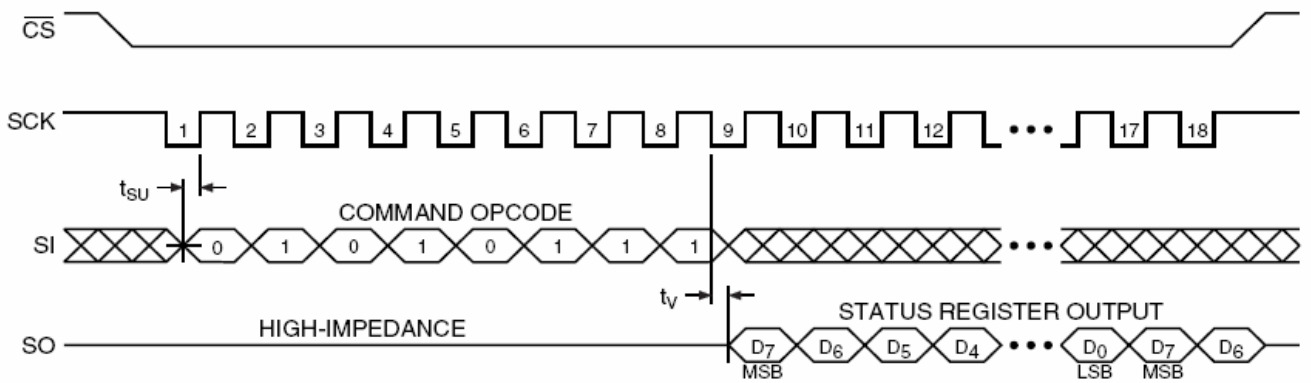 CS
SCK 1 2 3 4 5 6 7 8 9 10 11 12 ••• 17 18
tSU
COMMAND OPCODE
SI 0 1 0 1 0 1 1 1 •••
tV
HIGH-IMPEDANCE STATUS REGISTER OUTPUT
SO D7 D6 D5 D4 ••• D0 D7 D6
MSB LSB MSB